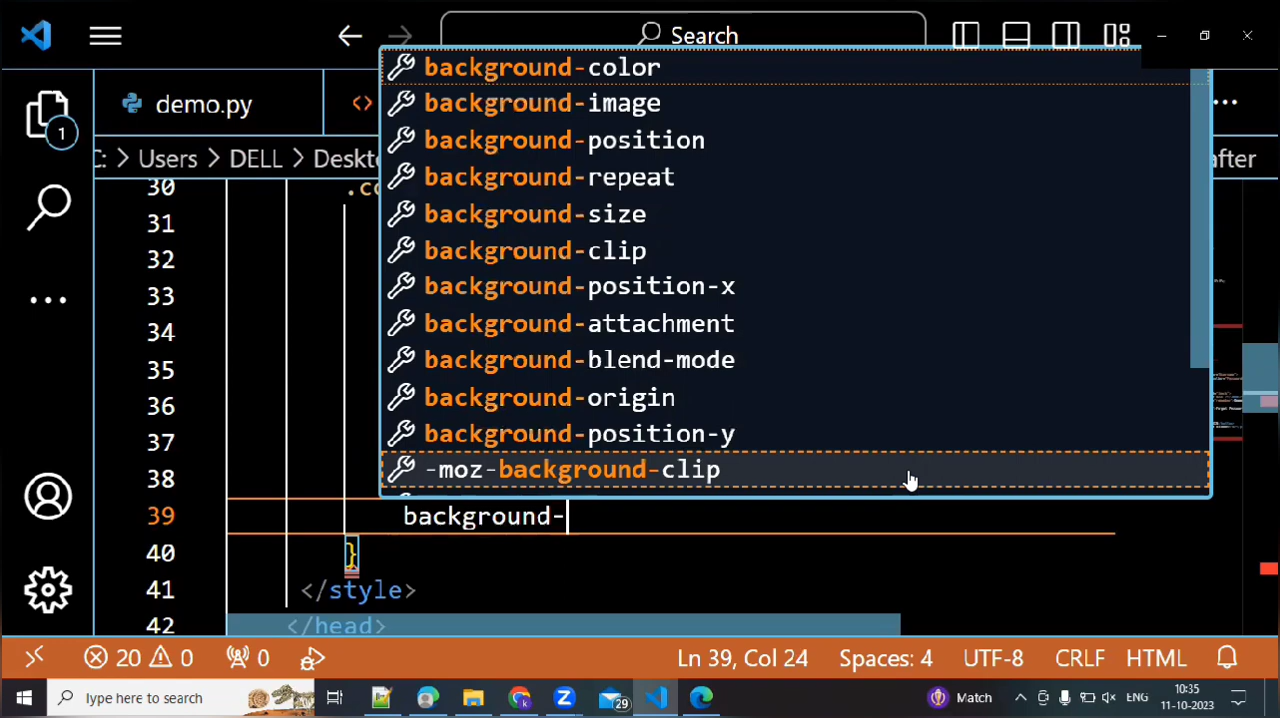 Search
demo.py
C: > Users > DELL > Deskt
after
30 .co
31
32
33
34
35
36
37
38
39 background-
40 }
41 </style>
42 </head>
background-color
background-image
background-position
background-repeat
background-size
background-clip
background-position-x
background-attachment
background-blend-mode
background-origin
background-position-y
-moz-background-clip
1
20 0 0 Ln 39, Col 24 Spaces: 4 UTF-8 CRLF HTML
Type here to search 29 Match ENG 10:35
11-10-2023